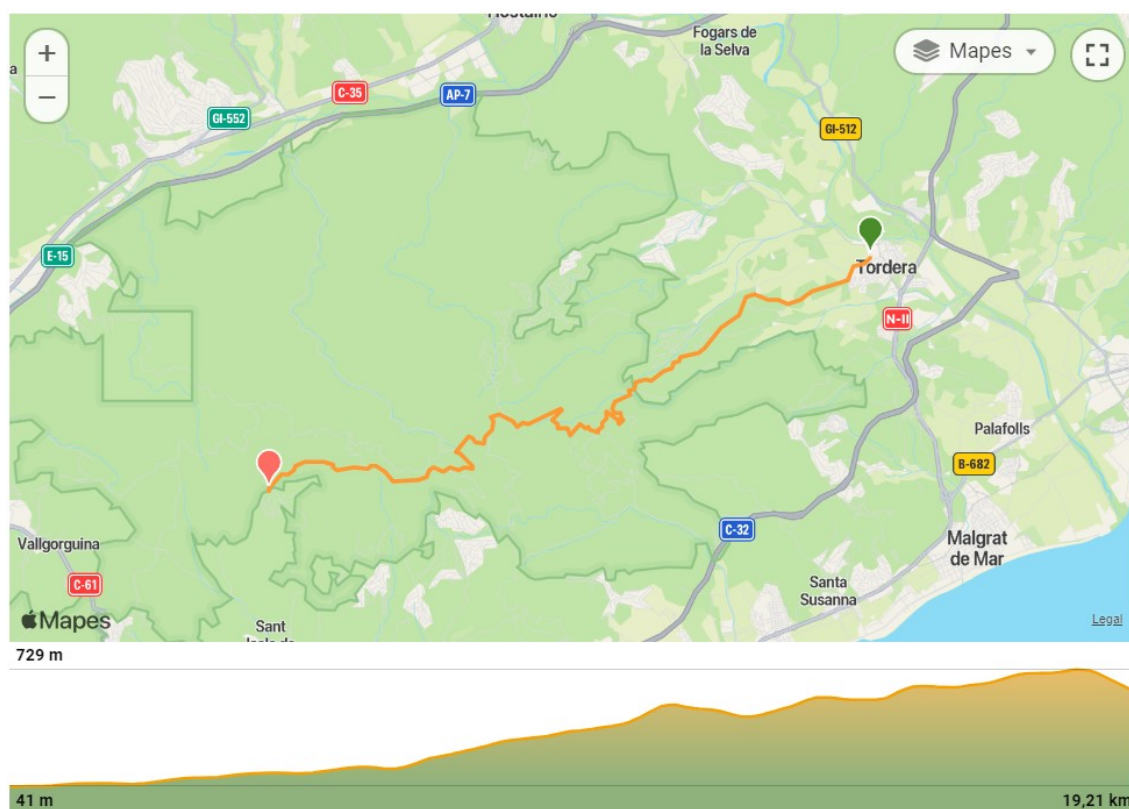 +
−
Fogars de
la Selva
Mapes
a
C-35
AP-7
GI-552
GI-512
E-15
Tordera
N-II
Palafolls
B-682
C-32
Malgrat
de Mar
Vallgorguina
C-61
Santa
Susanna
Mapes
Sant
Legal
729 m
41 m
19,21 km